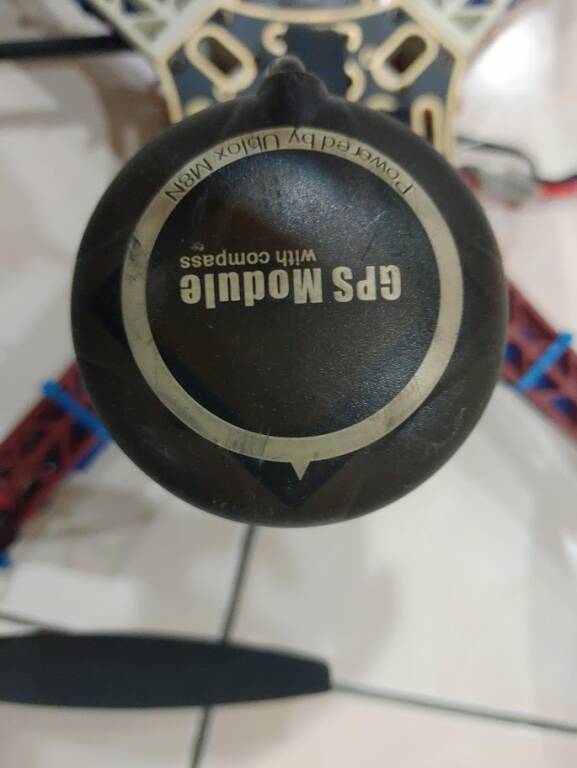 GPS Module
with compass
Powered by Ublox M8N